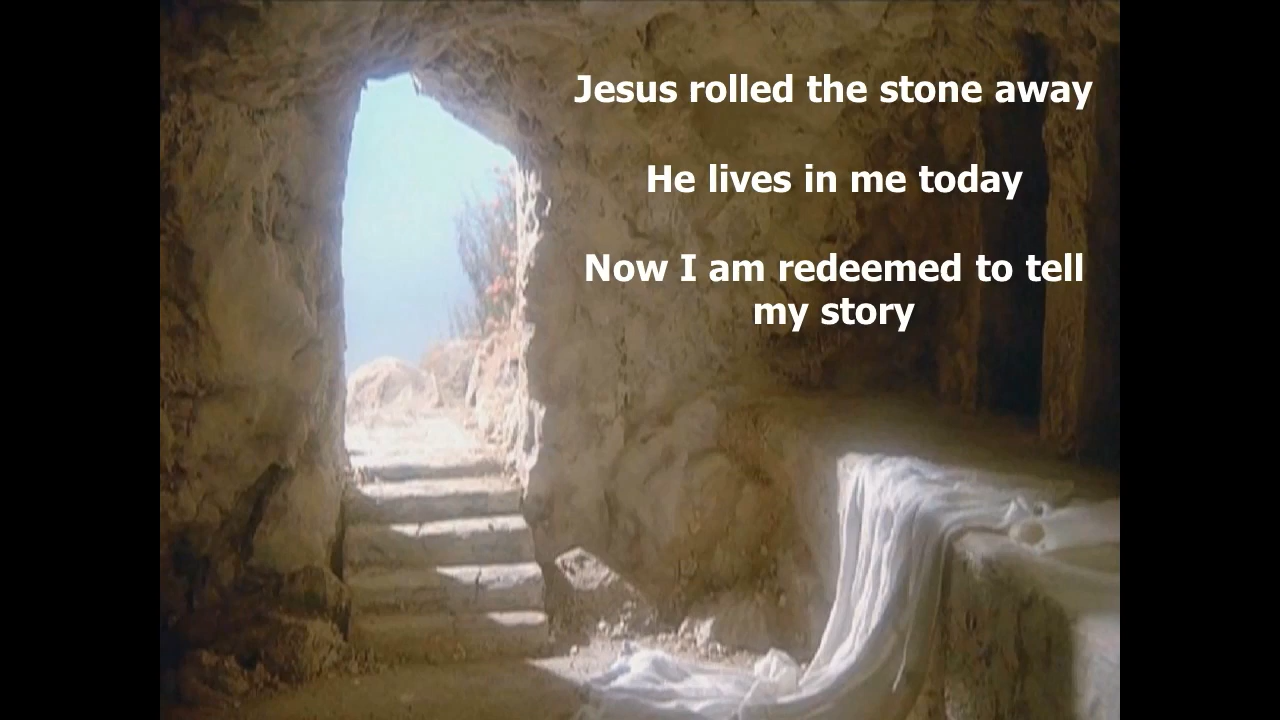 Jesus rolled the stone away
He lives in me today
Now I am redeemed to tell
my story